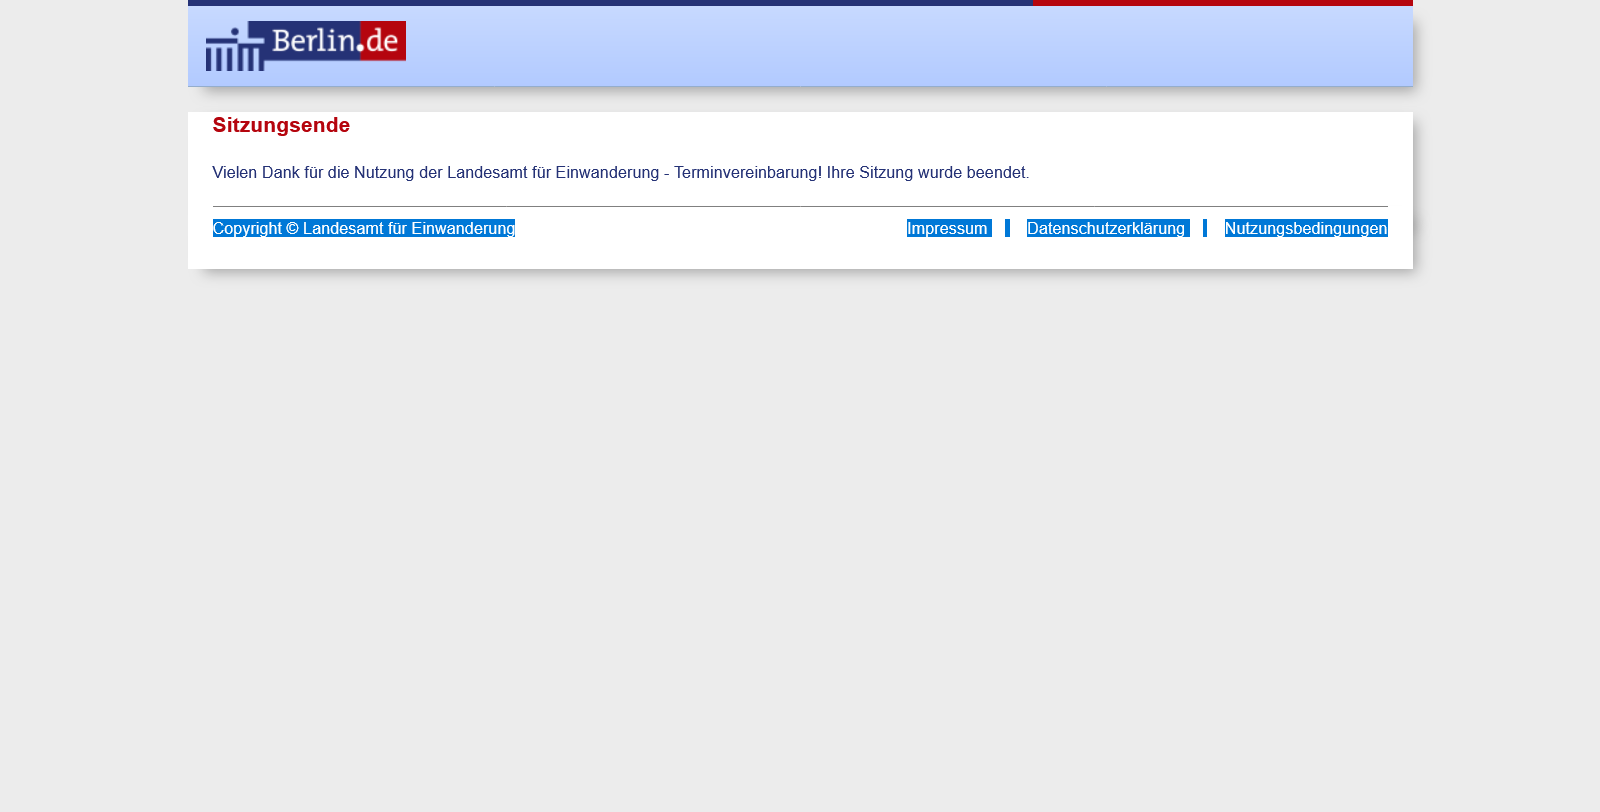 Berlin.de
Sitzungsende
Vielen Dank für die Nutzung der Landesamt für Einwanderung - Terminvereinbarung! Ihre Sitzung wurde beendet.
Copyright © Landesamt für Einwanderung Impressum | Datenschutzerklärung | Nutzungsbedingungen